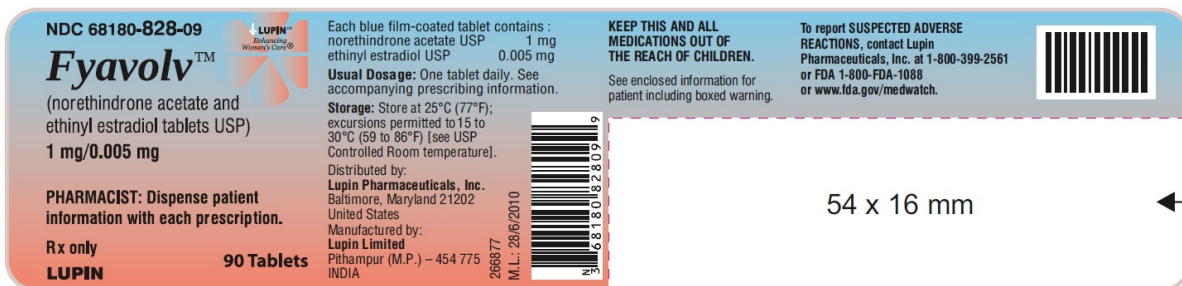 NDC 68180-828-09
LUPIN™
Enhancing
Women's Care®
Fyavolv™
(norethindrone acetate and
ethinyl estradiol tablets USP)
1 mg/0.005 mg
PHARMACIST: Dispense patient
information with each prescription.
Rx only
90 Tablets
LUPIN
Each blue film-coated tablet contains :
norethindrone acetate USP 1 mg
ethinyl estradiol USP 0.005 mg
Usual Dosage: One tablet daily. See
accompanying prescribing information.
Storage: Store at 25°C (77°F);
excursions permitted to 15 to
30°C (59 to 86°F) [see USP
Controlled Room temperature].
Distributed by:
Lupin Pharmaceuticals, Inc.
Baltimore, Maryland 21202
United States
Manufactured by:
Lupin Limited
Pithampur (M.P.) – 454 775
INDIA
266877
M.L.: 28/6/2010
N
3 68180 82809 9
KEEP THIS AND ALL
MEDICATIONS OUT OF
THE REACH OF CHILDREN.
See enclosed information for
patient including boxed warning.
To report SUSPECTED ADVERSE
REACTIONS, contact Lupin
Pharmaceuticals, Inc. at 1-800-399-2561
or FDA 1-800-FDA-1088
or www.fda.gov/medwatch.
54 x 16 mm